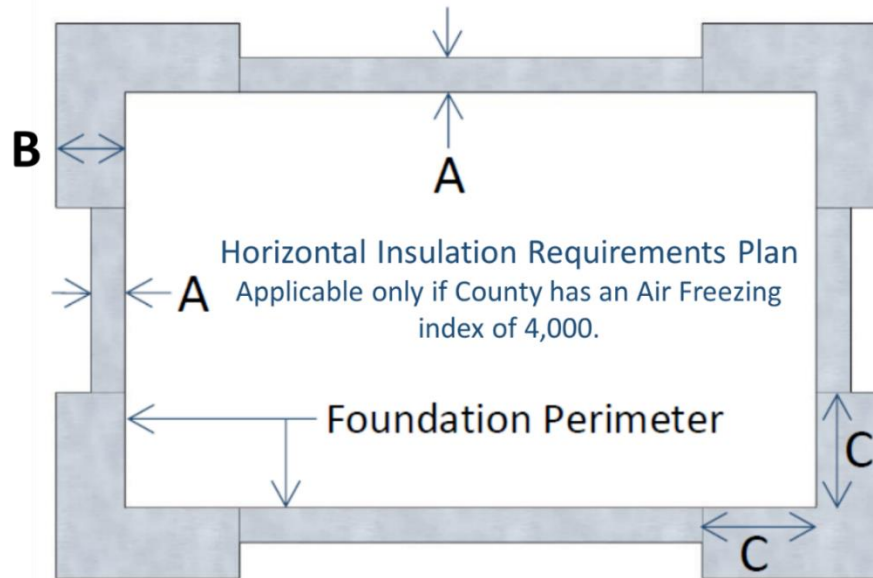 B
A
Horizontal Insulation Requirements Plan
Applicable only if County has an Air Freezing
index of 4,000.
A
Foundation Perimeter
C
C